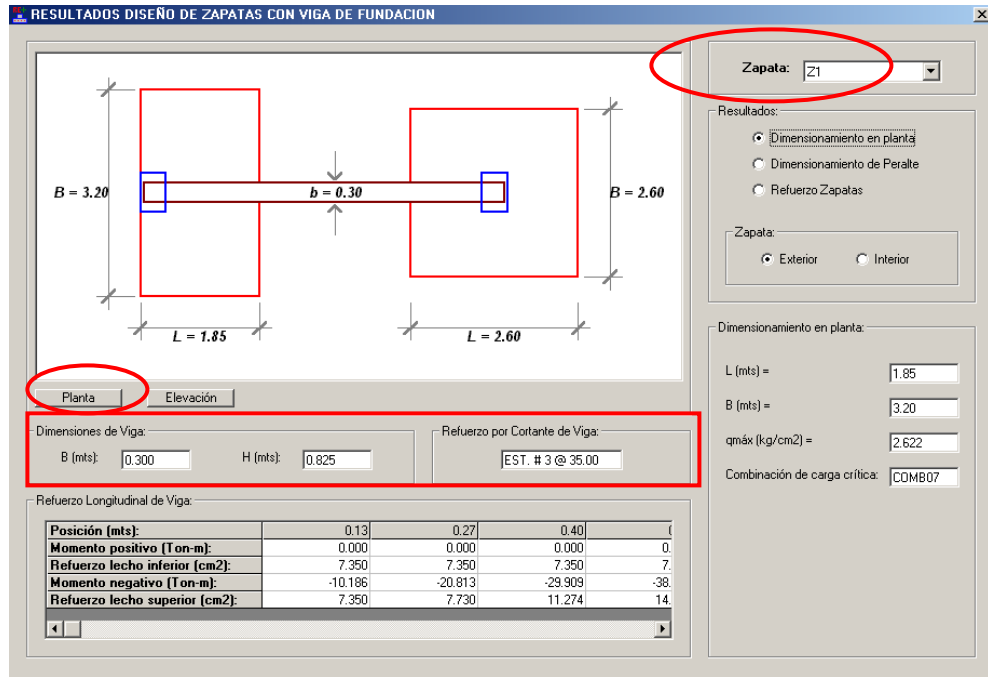 RESULTADOS DISEÑO DE ZAPATAS CON VIGA DE FUNDACION
B = 3.20
b = 0.30
B = 2.60
L = 1.85
L = 2.60
Planta
Elevación
Dimensiones de Viga:
B (mts): 0.300 H (mts): 0.825
Refuerzo por Cortante de Viga:
EST. # 3 @ 35.00
Refuerzo Longitudinal de Viga:
Posición (mts): 0.13 0.27 0.40
Momento positivo (Ton-m): 0.000 0.000 0.000 0.
Refuerzo lecho inferior (cm2): 7.350 7.350 7.350 7.
Momento negativo (Ton-m): -10.186 -20.813 -29.909 -38.
Refuerzo lecho superior (cm2): 7.350 7.730 11.274 14.
Zapata: Z1
Resultados:
Dimensionamiento en planta
Dimensionamiento de Peralte
Refuerzo Zapatas
Zapata:
Exterior Interior
Dimensionamiento en planta:
L (mts) = 1.85
B (mts) = 3.20
qmáx (kg/cm2) = 2.622
Combinación de carga crítica: COMB07